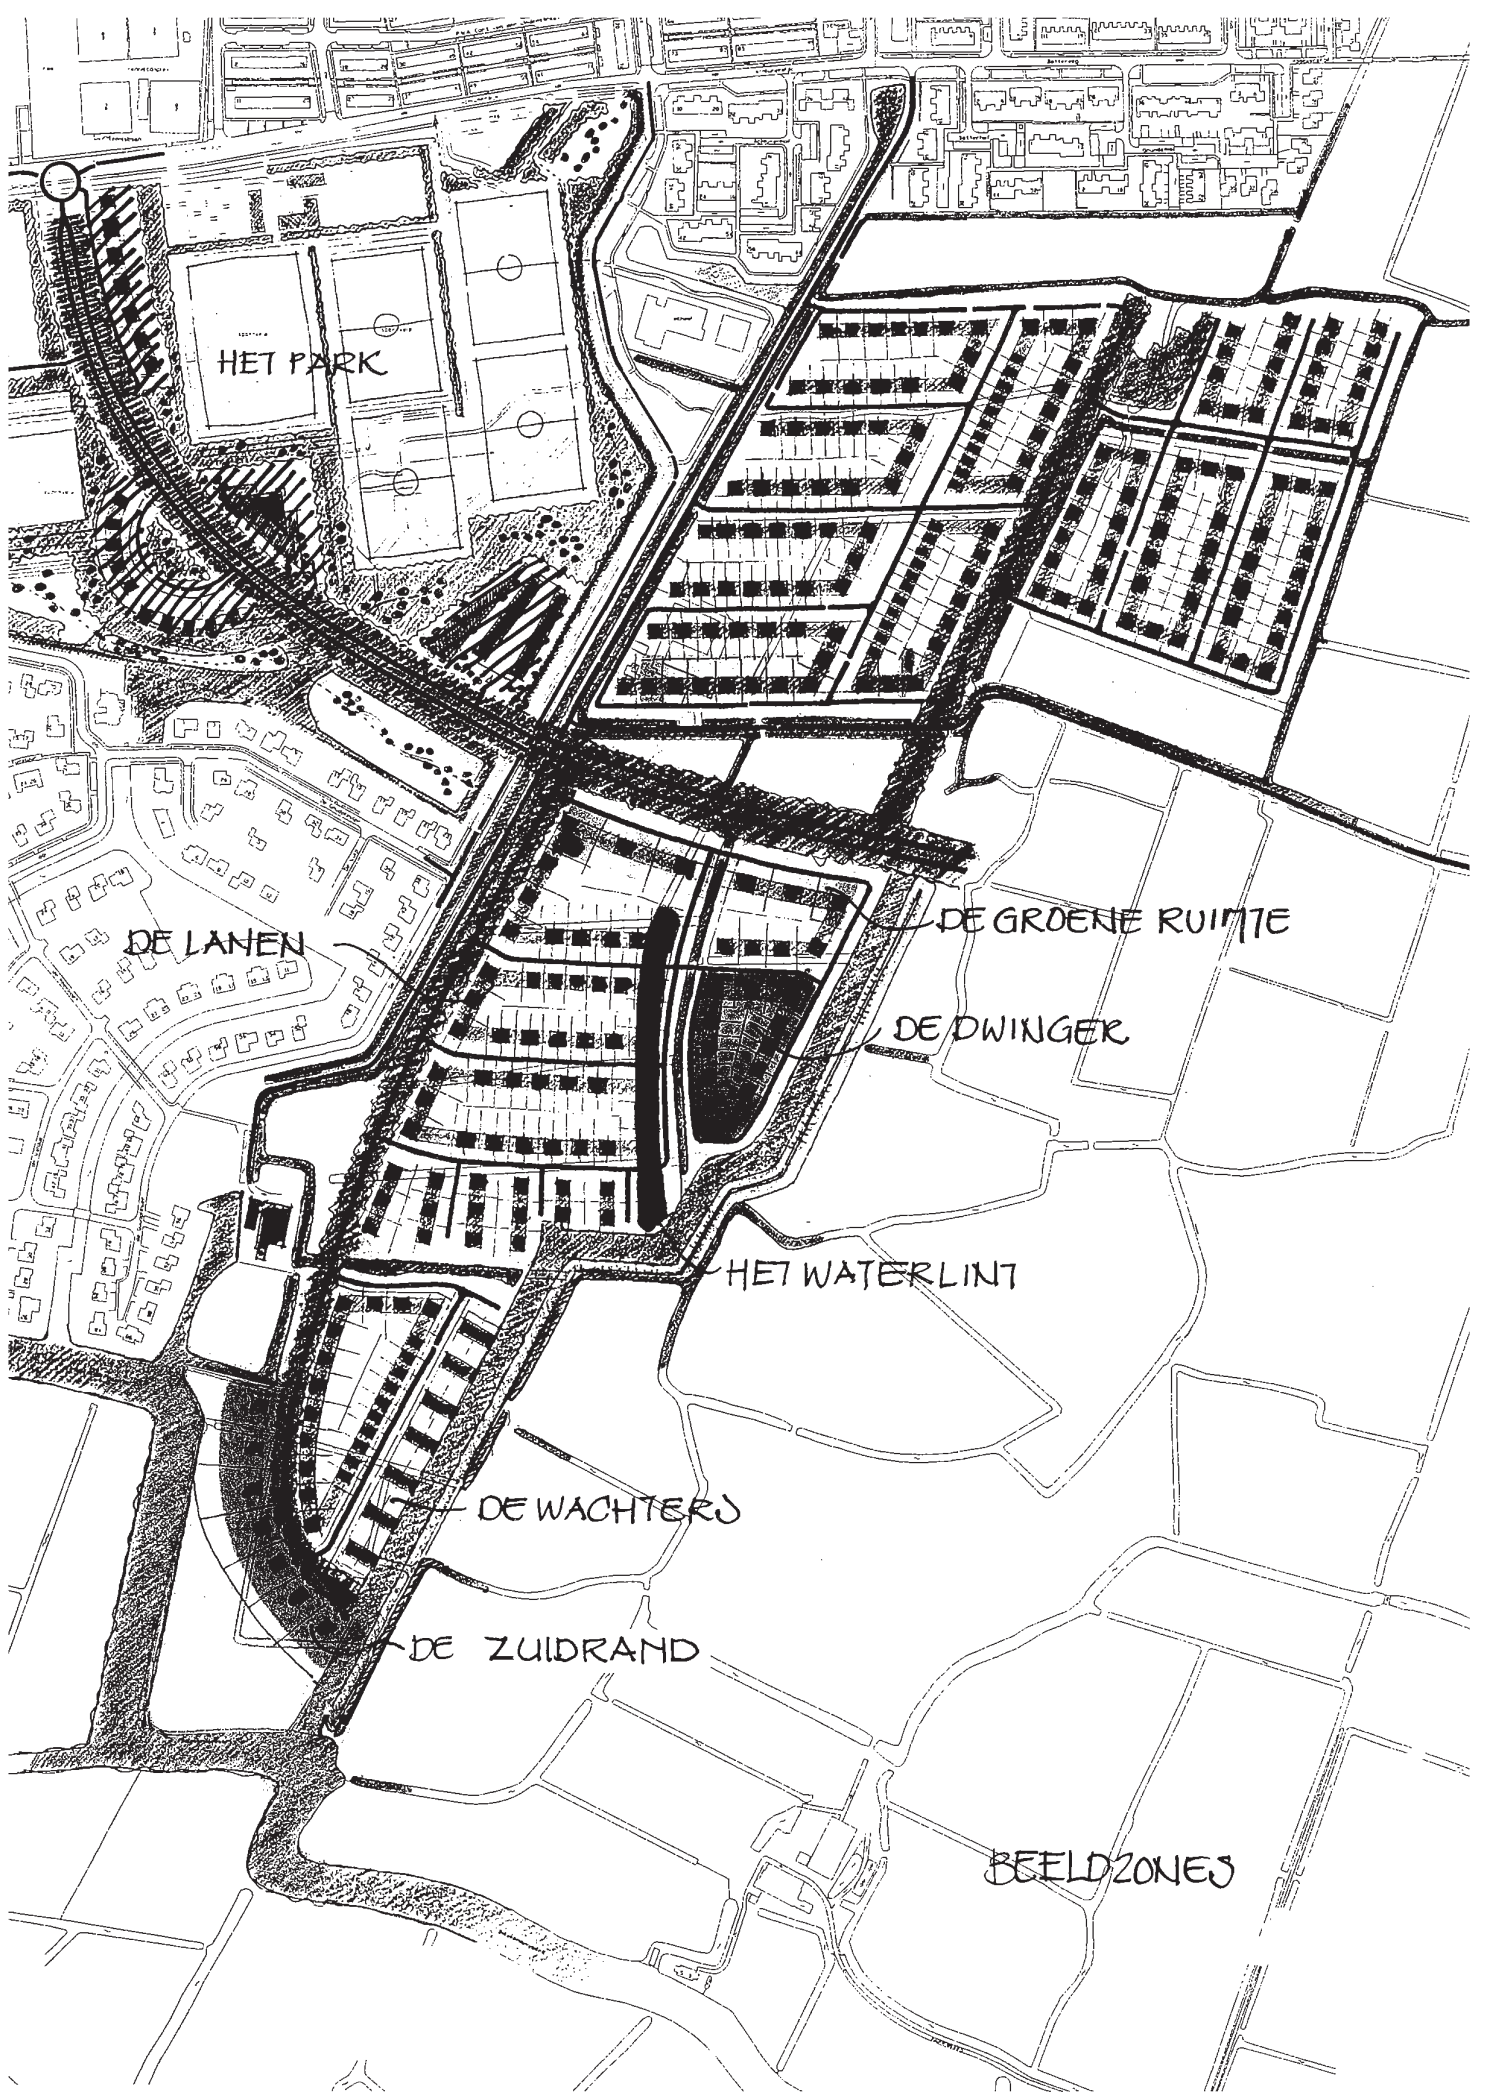 HET PARK
DE LANEN
DE GROENE RUIMTE
DE DWINGER
HET WATERLINT
DE WACHTERS
DE ZUIDRAND
BEELDZONES